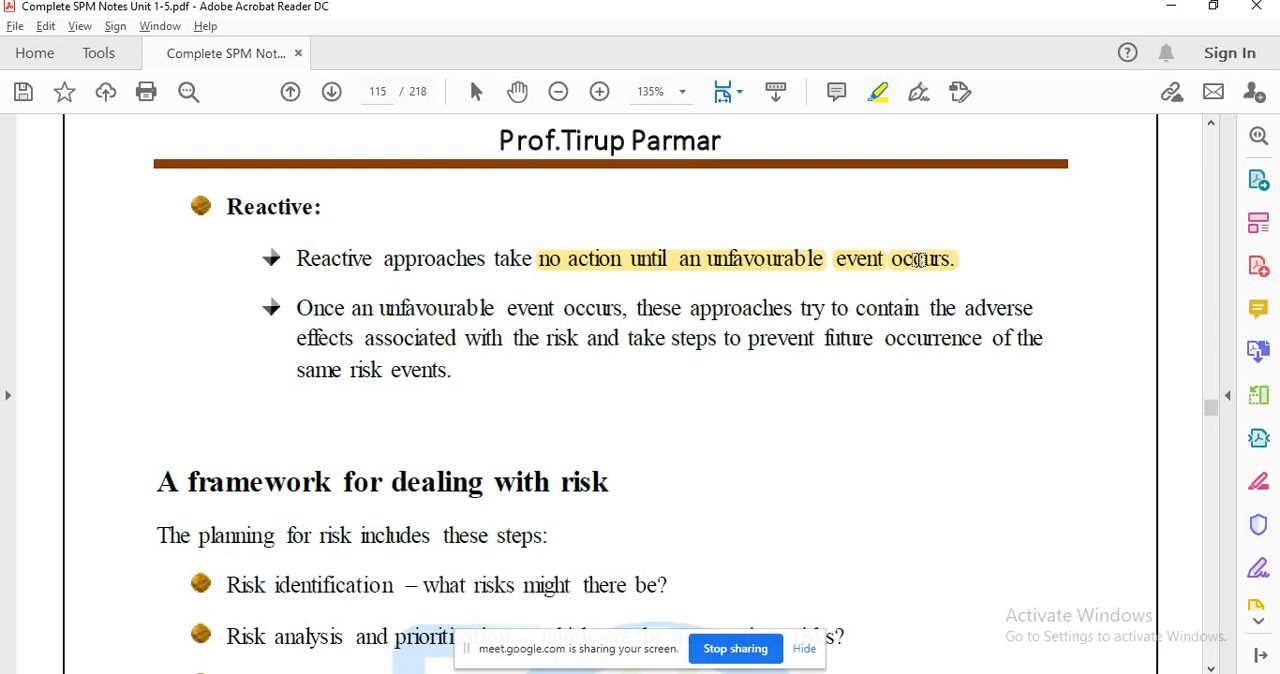 Complete SPM Notes Unit 1-5.pdf - Adobe Acrobat Reader DC
File Edit View Sign Window Help
Home Tools Complete SPM Not... × Sign In
115 / 218 135%
Prof.Tirup Parmar
Reactive:
Reactive approaches take no action until an unfavourable event occurs.
Once an unfavourable event occurs, these approaches try to contain the adverse
effects associated with the risk and take steps to prevent future occurrence of the
same risk events.
A framework for dealing with risk
The planning for risk includes these steps:
Risk identification – what risks might there be?
Risk analysis and
Activate Windows
Go to Settings to activate Windows.
meet.google.com is sharing your screen. Stop sharing Hide